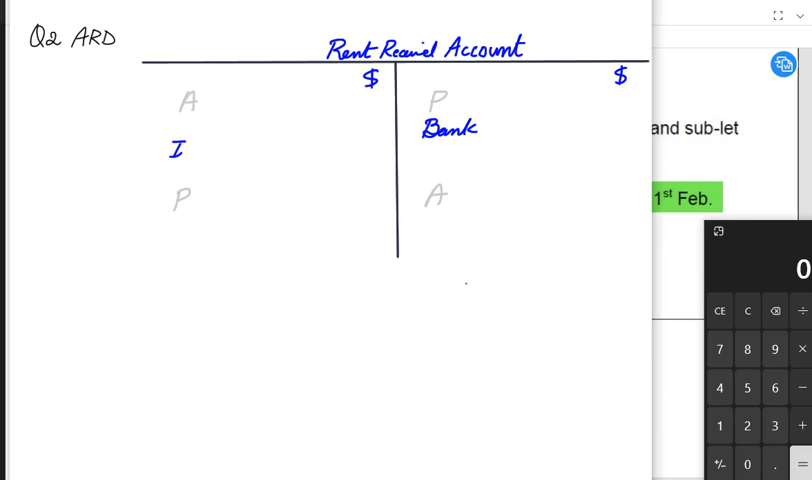 Q2 ARD
Rent Received Account
$ $
A P
Bank
I
P A
and sub-let
1st Feb.
0
CE C ÷
7 8 9 ×
4 5 6 −
1 2 3 +
+/− 0 . =